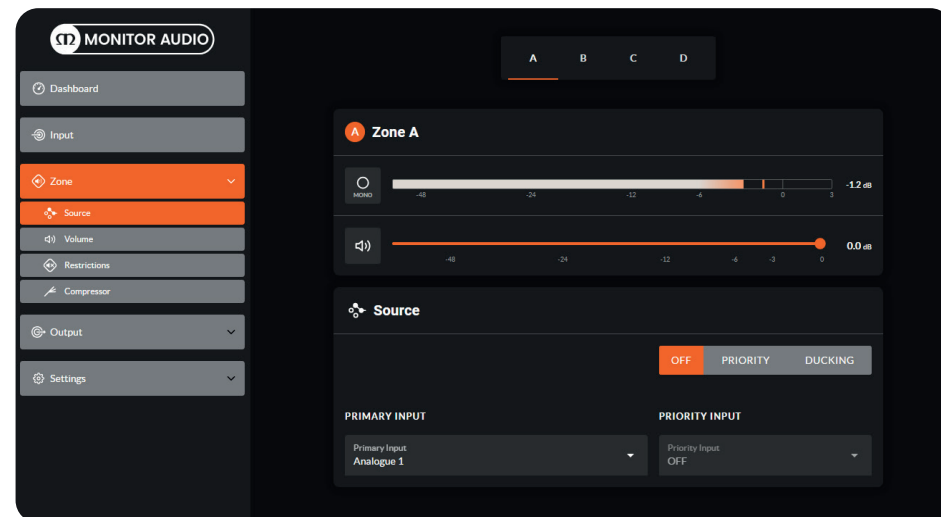 MONITOR AUDIO
Dashboard
Input
Zone
Source
Volume
Restrictions
Compressor
Output
Settings
A B C D
A Zone A
MONO
-48 -24 -12 -6 0 3
-1.2 dB
-48 -24 -12 -6 -3 0
0.0 dB
Source
OFF PRIORITY DUCKING
PRIMARY INPUT PRIORITY INPUT
Primary Input Priority Input
Analogue 1 OFF